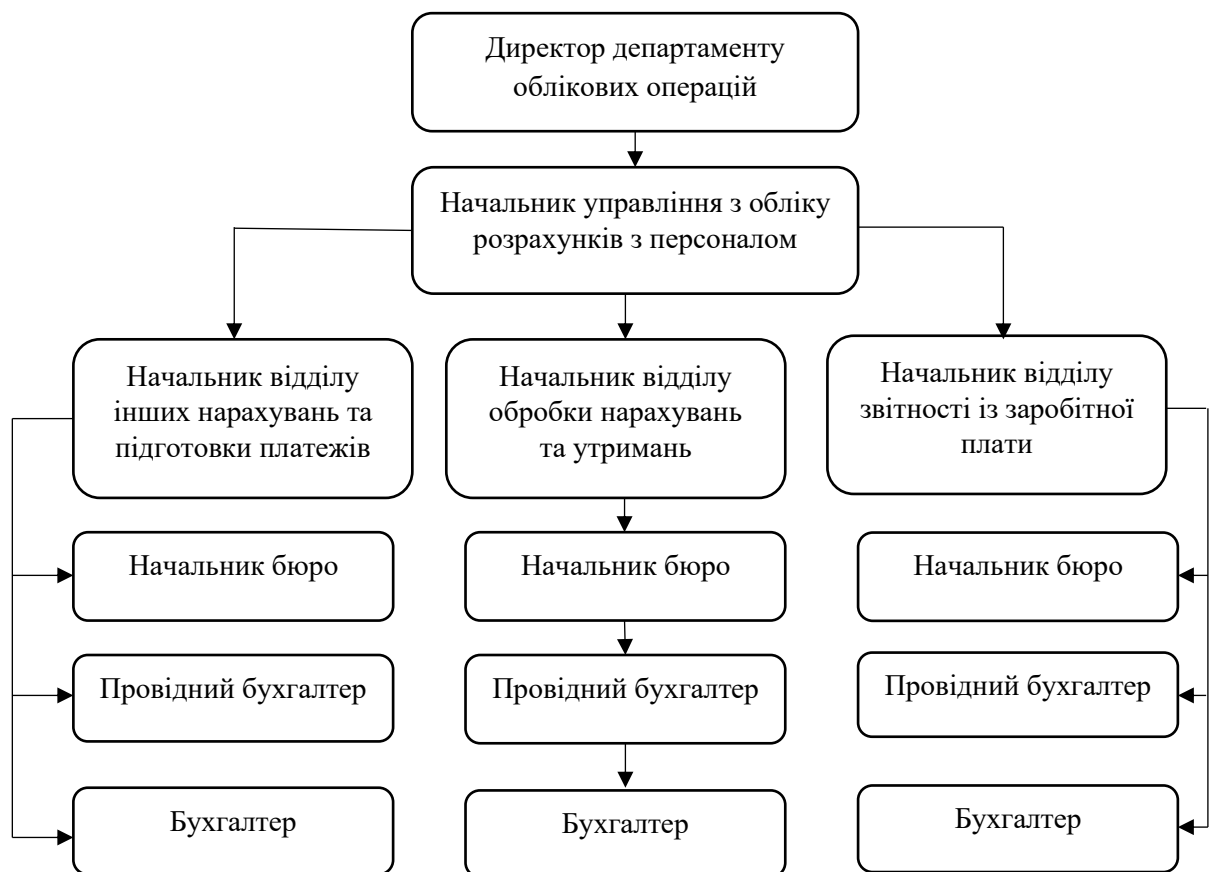 Директор департаменту
облікових операцій
Начальник управління з обліку
розрахунків з персоналом
Начальник відділу
інших нарахувань та
підготовки платежів
Начальник відділу
обробки нарахувань
та утримань
Начальник відділу
звітності із заробітної
плати
Начальник бюро
Начальник бюро
Начальник бюро
Провідний бухгалтер
Провідний бухгалтер
Провідний бухгалтер
Бухгалтер
Бухгалтер
Бухгалтер